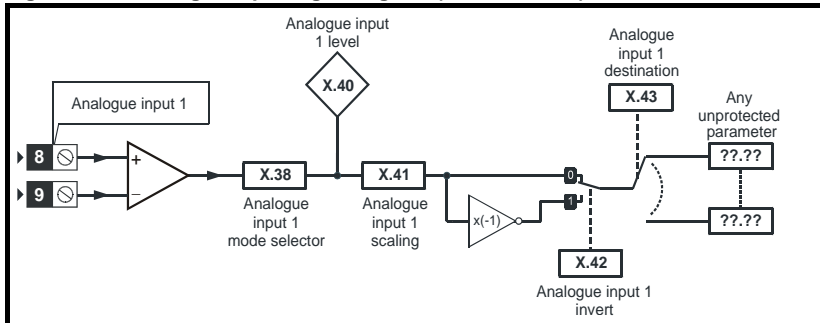 Analogue input
1 level
X.40
Analogue input 1
8
9
+
−
X.38
Analogue
input 1
mode selector
X.41
Analogue
input 1
scaling
x(-1)
0
1
X.42
Analogue input 1
invert
Analogue
input 1
destination
X.43
Any
unprotected
parameter
??.??
??.??